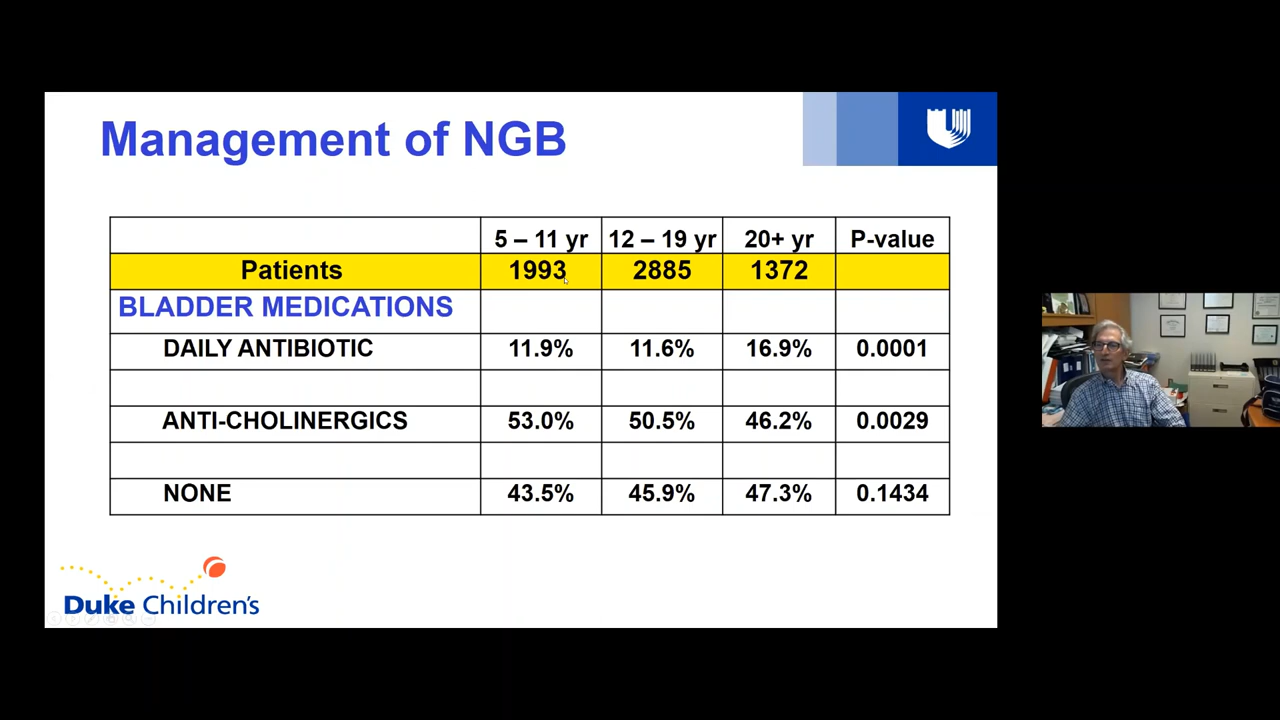 Management of NGB
5 – 11 yr 12 – 19 yr 20+ yr P-value
Patients 1993 2885 1372
BLADDER MEDICATIONS
DAILY ANTIBIOTIC 11.9% 11.6% 16.9% 0.0001
ANTI-CHOLINERGICS 53.0% 50.5% 46.2% 0.0029
NONE 43.5% 45.9% 47.3% 0.1434
Duke Children's